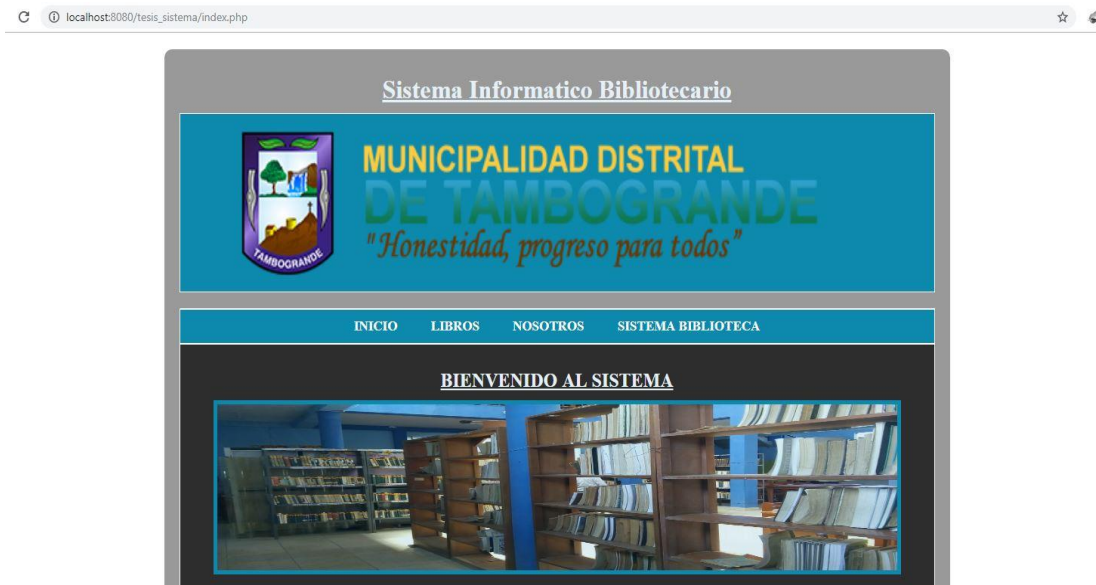 localhost:8080/tesis_sistema/index.php
Sistema Informatico Bibliotecario
MUNICIPALIDAD DISTRITAL
DE TAMBOGRANDE
"Honestidad, progreso para todos"
TAMBOGRANDE
INICIO LIBROS NOSOTROS SISTEMA BIBLIOTECA
BIENVENIDO AL SISTEMA